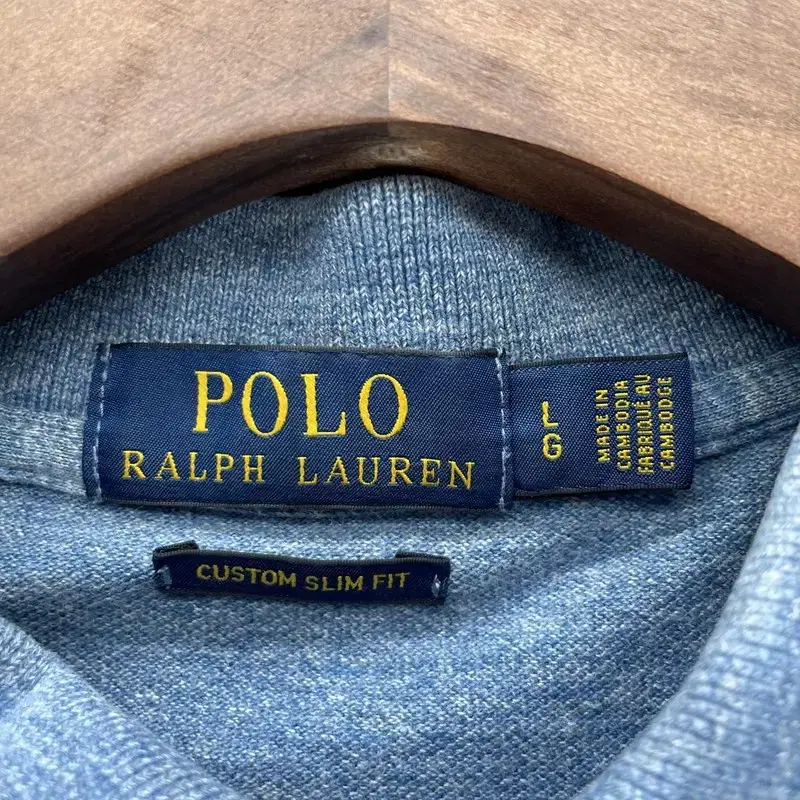 POLO
RALPH LAUREN
L
G
MADE IN
CAMBODIA
FABRIQUÉ AU
CAMBODGE
CUSTOM SLIM FIT